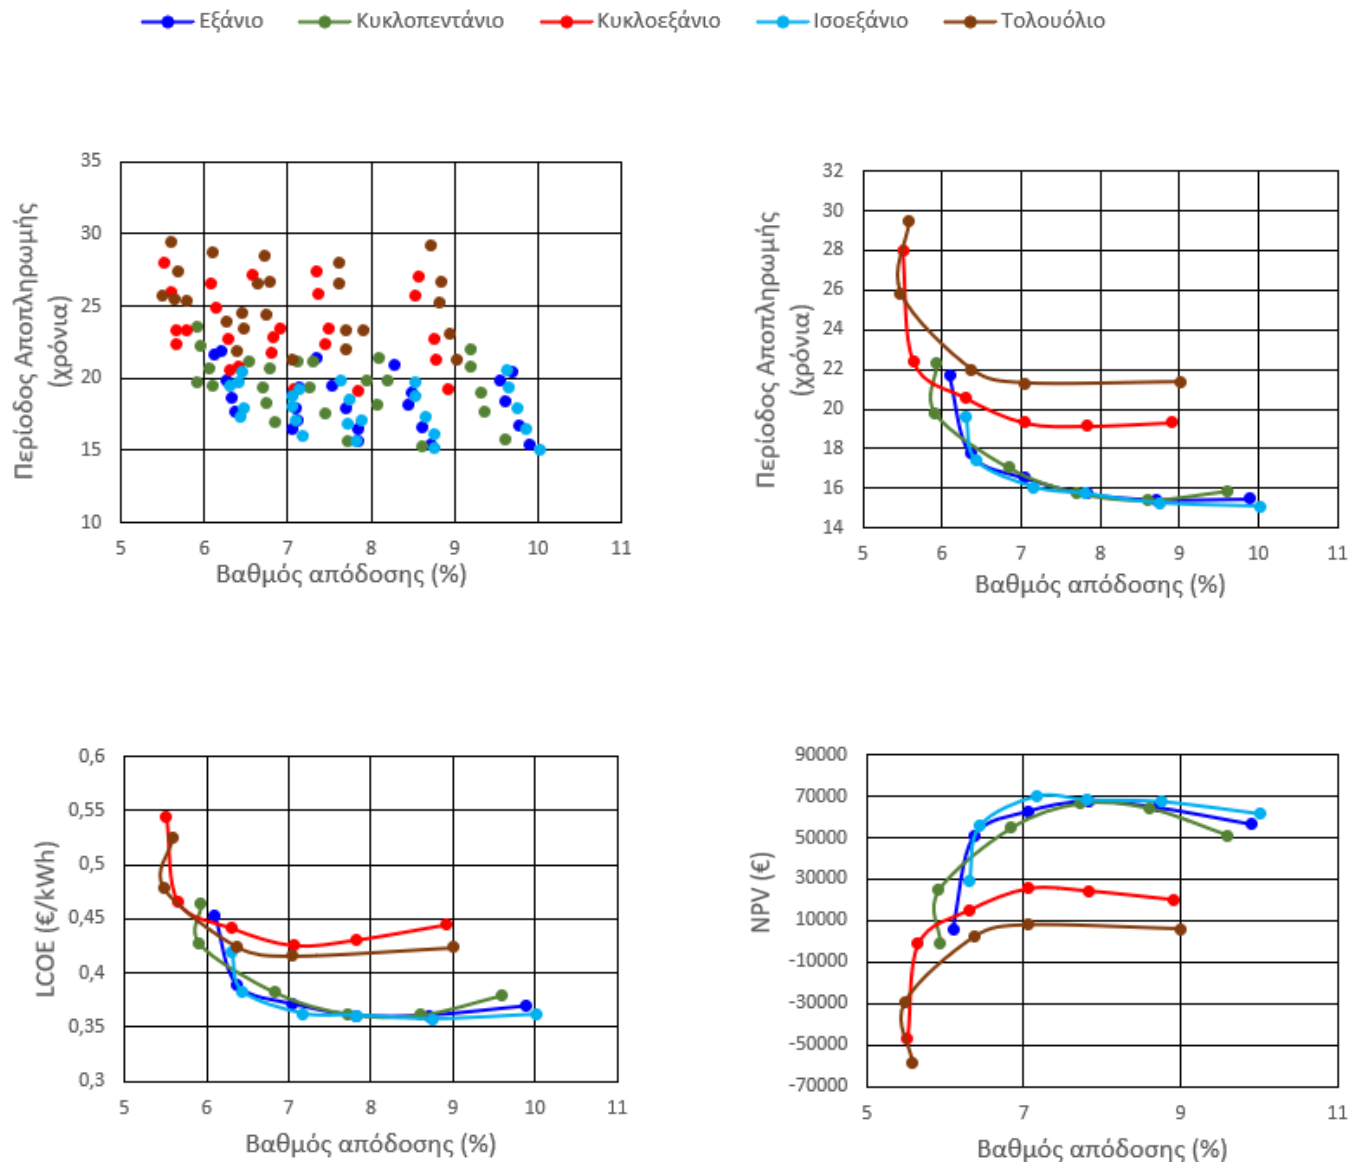 Εξάνιο Κυκλοπεντάνιο Κυκλοεξάνιο Ισοεξάνιο Τολουόλιο
Περίοδος Αποπληρωμής
(χρόνια)
35
30
25
20
15
10
5 6 7 8 9 10 11
Βαθμός απόδοσης (%)
Περίοδος Αποπληρωμής
(χρόνια)
32
30
28
26
24
22
20
18
16
14
5 6 7 8 9 10 11
Βαθμός απόδοσης (%)
LCOE (€/kWh)
0,6
0,55
0,5
0,45
0,4
0,35
0,3
5 6 7 8 9 10 11
Βαθμός απόδοσης (%)
NPV (€)
90000
70000
50000
30000
10000
-10000
-30000
-50000
-70000
5 7 9 11
Βαθμός απόδοσης (%)